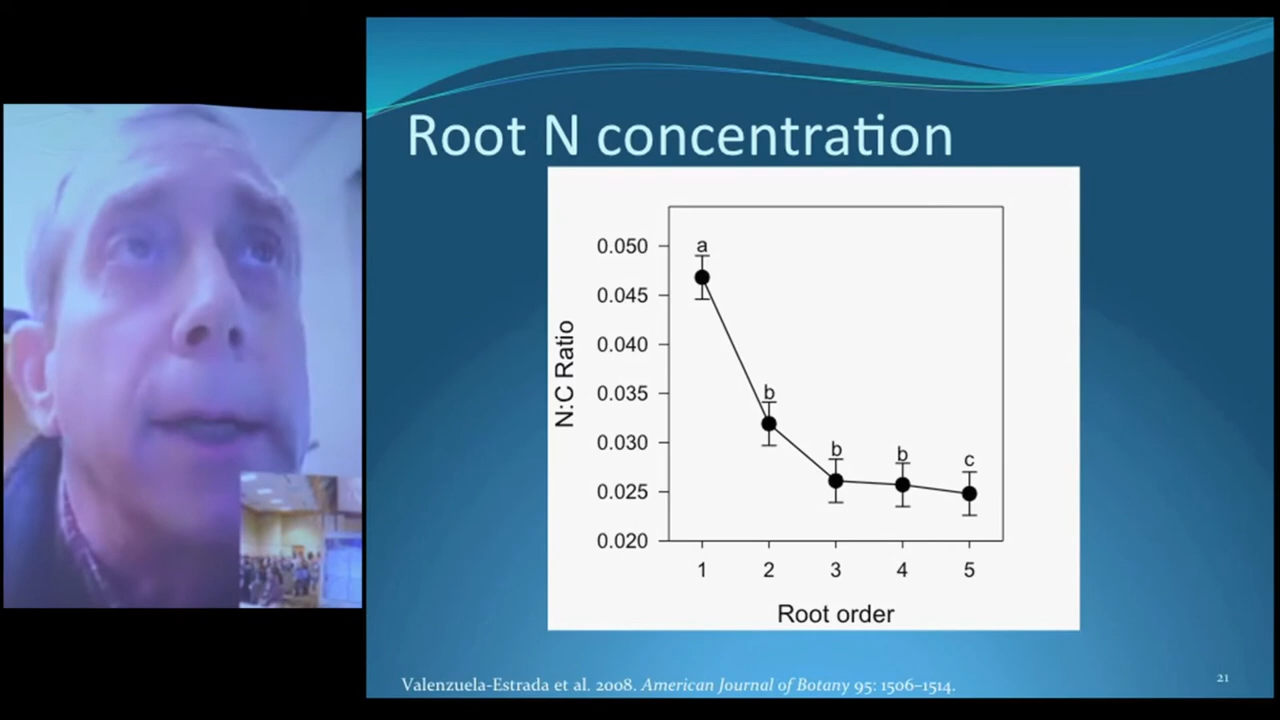 Root N concentration
N:C Ratio
0.050
0.045
0.040
0.035
0.030
0.025
0.020
a
b
b
b
c
1 2 3 4 5
Root order
Valenzuela-Estrada et al. 2008. American Journal of Botany 95: 1506–1514.
21